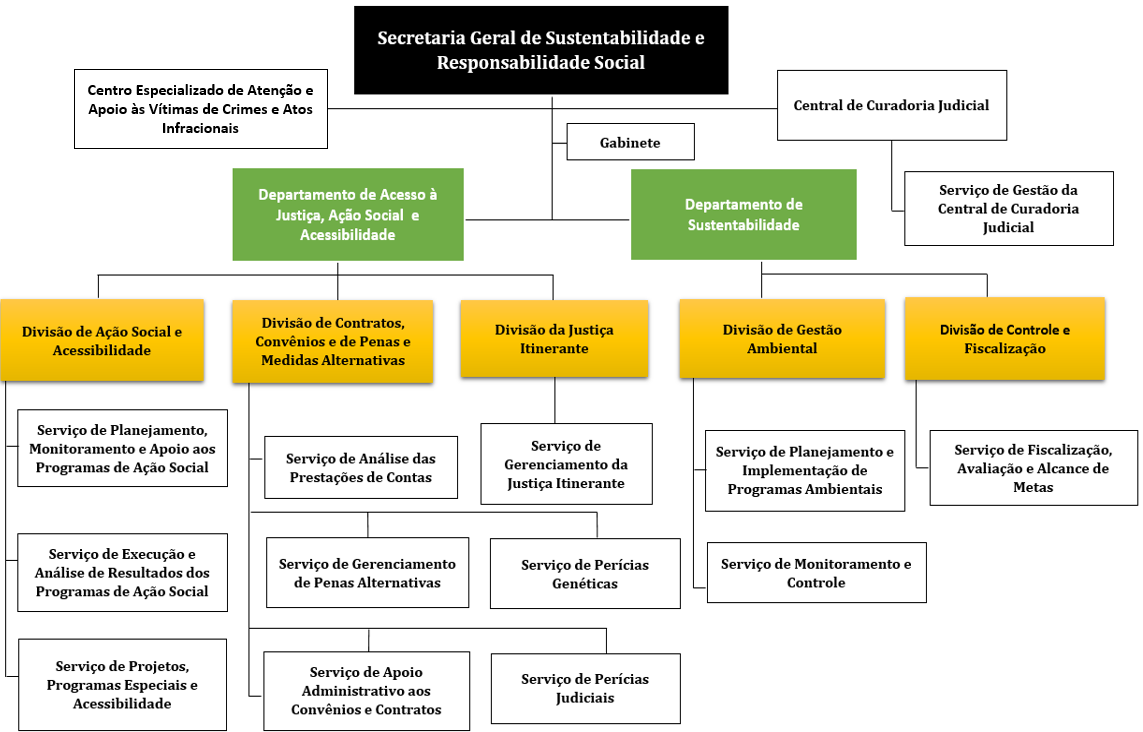 Secretaria Geral de Sustentabilidade e
Responsabilidade Social
Centro Especializado de Atenção e
Apoio às Vítimas de Crimes e Atos
Infracionais
Central de Curadoria Judicial
Gabinete
Serviço de Gestão da
Central de Curadoria
Judicial
Departamento de Acesso à
Justiça, Ação Social e
Acessibilidade
Departamento de
Sustentabilidade
Divisão de Ação Social e
Acessibilidade
Divisão de Contratos,
Convênios e de Penas e
Medidas Alternativas
Divisão da Justiça
Itinerante
Divisão de Gestão
Ambiental
Divisão de Controle e
Fiscalização
Serviço de Planejamento,
Monitoramento e Apoio aos
Programas de Ação Social
Serviço de Análise das
Prestações de Contas
Serviço de
Gerenciamento da
Justiça Itinerante
Serviço de Planejamento e
Implementação de
Programas Ambientais
Serviço de Fiscalização,
Avaliação e Alcance de
Metas
Serviço de Execução e
Análise de Resultados dos
Programas de Ação Social
Serviço de Gerenciamento
de Penas Alternativas
Serviço de Perícias
Genéticas
Serviço de Monitoramento e
Controle
Serviço de Projetos,
Programas Especiais e
Acessibilidade
Serviço de Apoio
Administrativo aos
Convênios e Contratos
Serviço de Perícias
Judiciais